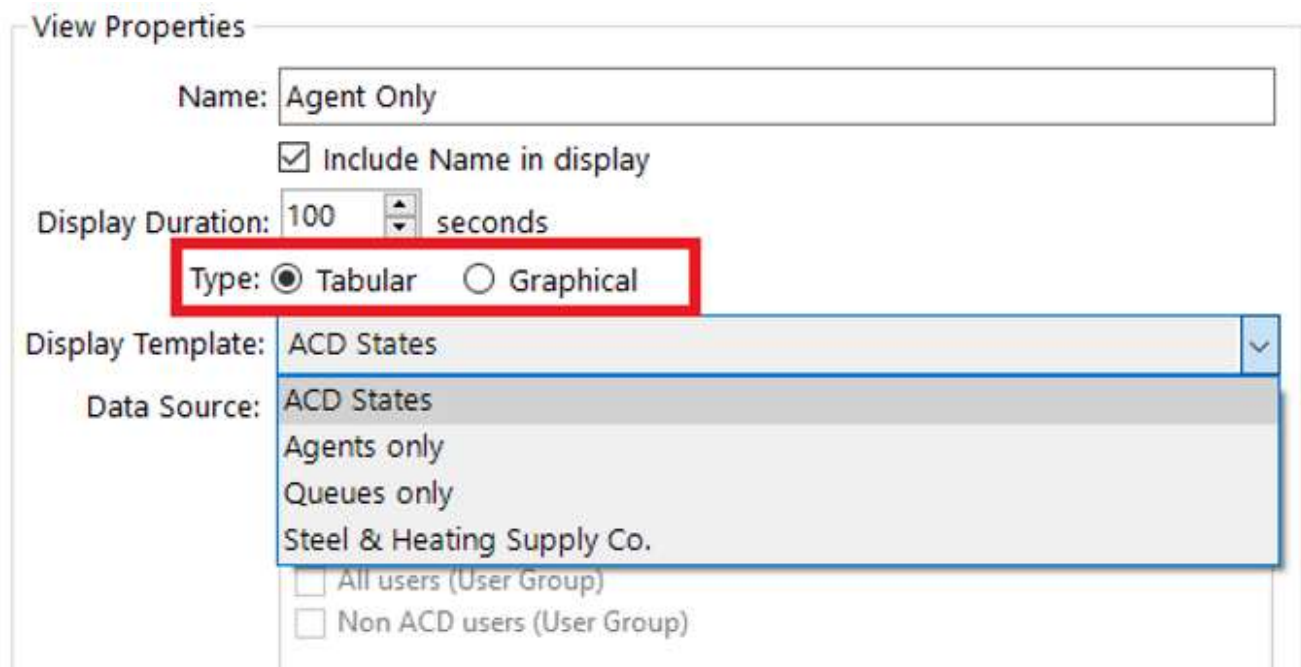 View Properties
Name: Agent Only
Include Name in display
Display Duration: 100 seconds
Type: Tabular Graphical
Display Template: ACD States
Data Source: ACD States
Agents only
Queues only
Steel & Heating Supply Co.
All users (User Group)
Non ACD users (User Group)